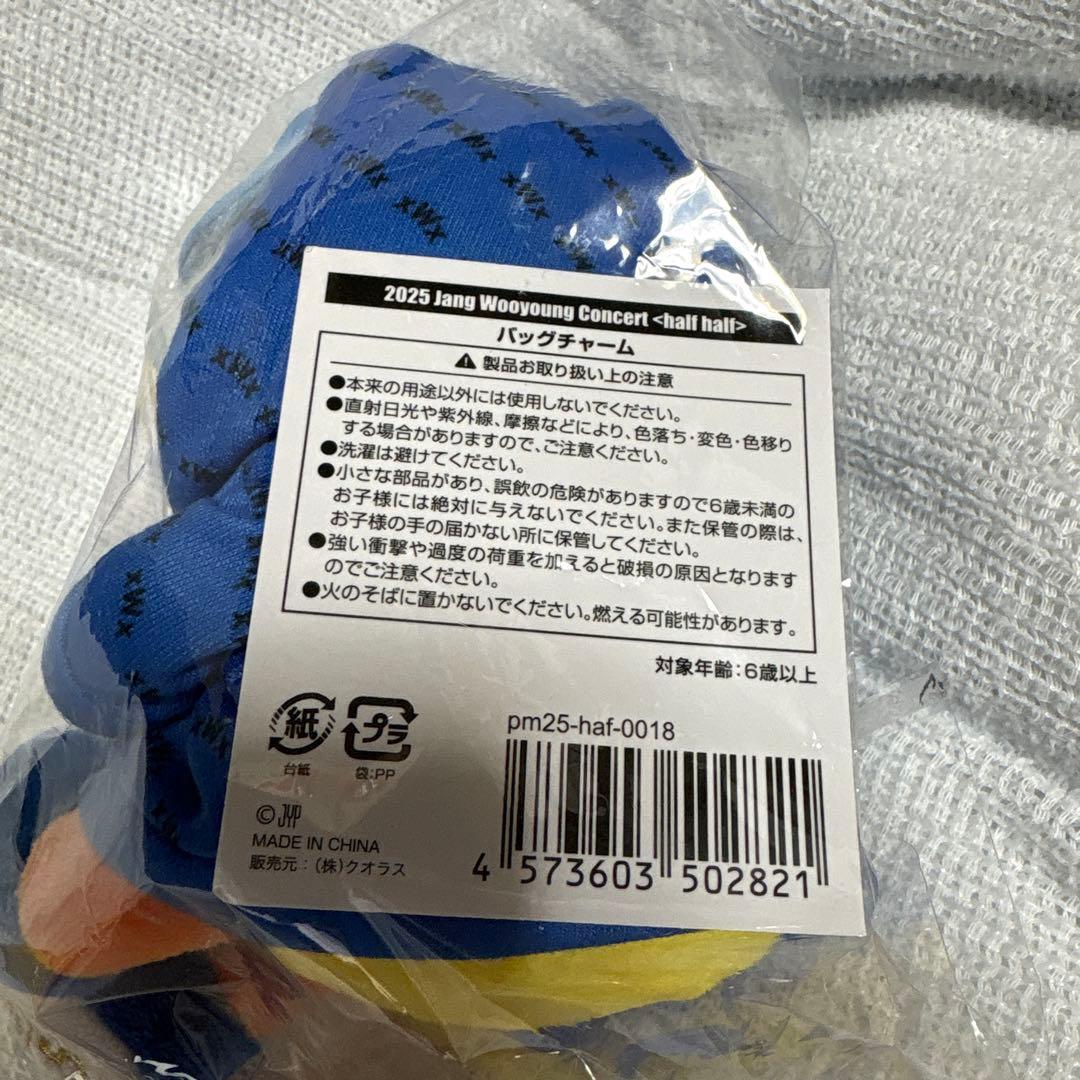 xWx
xWx
xWx
xWx
xWx
xWx
xWx
2025 Jang Wooyoung Concert <half half>
バッグチャーム
製品お取り扱い上の注意
●本来の用途以外には使用しないでください。
●直射日光や紫外線、摩擦などにより、色落ち・変色・色移り
する場合がありますので、ご注意ください。
●洗濯は避けてください。
●小さな部品があり、誤飲の危険がありますので6歳未満の
お子様には絶対に与えないでください。また保管の際は、
お子様の手の届かない所に保管してください。
●強い衝撃や過度の荷重を加えると破損の原因となります
のでご注意ください。
●火のそばに置かないでください。燃える可能性があります。
対象年齢:6歳以上
紙
プラ
台紙
袋:PP
pm25-haf-0018
© JYP
MADE IN CHINA
販売元:(株)クオラス
4 573603 502821